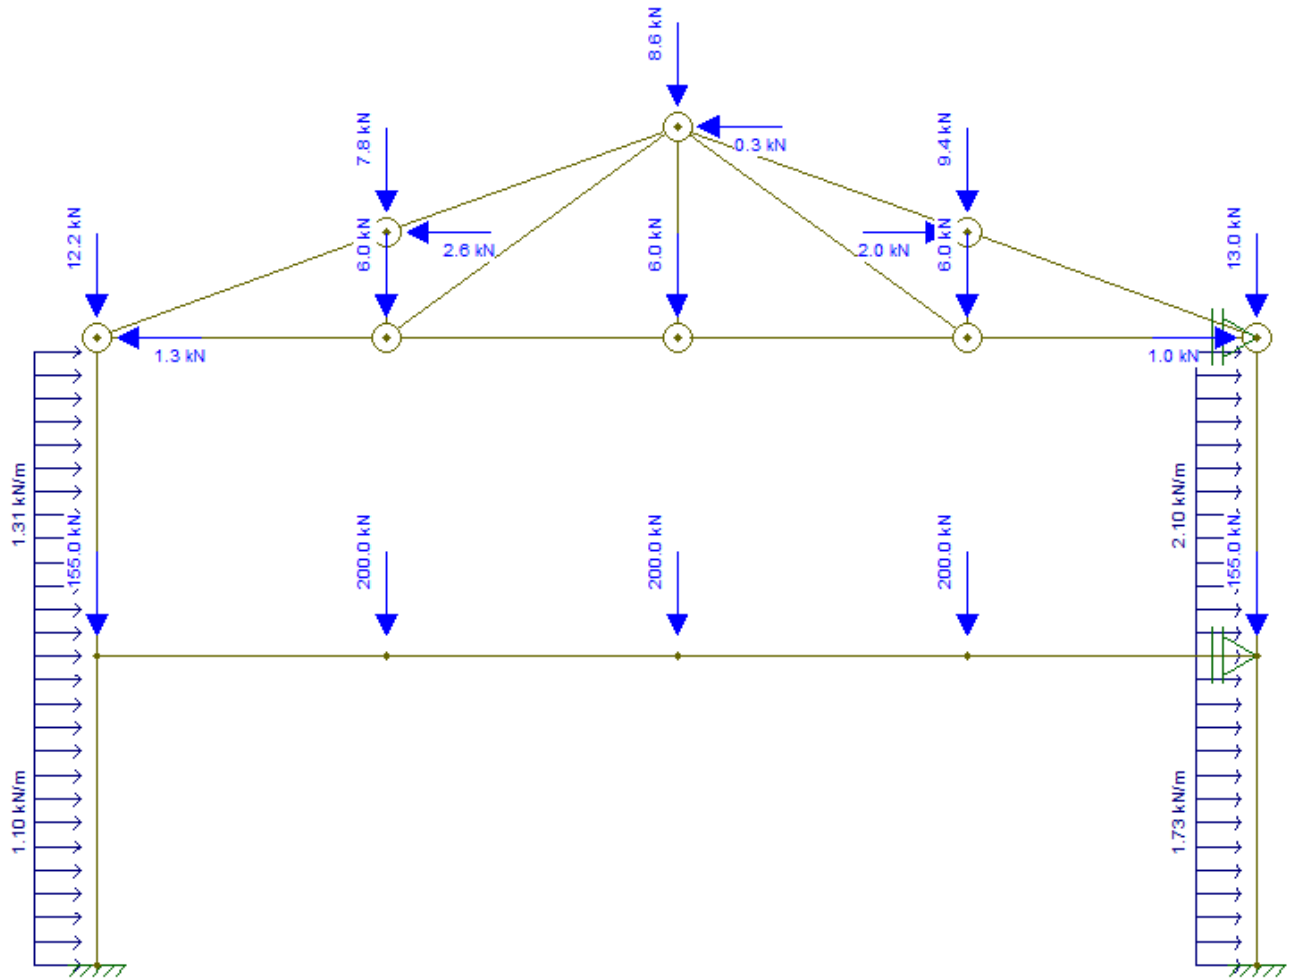 8.6 kN
0.3 kN
7.8 kN
9.4 kN
12.2 kN
6.0 kN
2.6 kN
6.0 kN
2.0 kN
6.0 kN
13.0 kN
1.3 kN
1.0 kN
1.31 kN/m
2.10 kN/m
155.0 kN
200.0 kN
200.0 kN
200.0 kN
155.0 kN
1.10 kN/m
1.73 kN/m